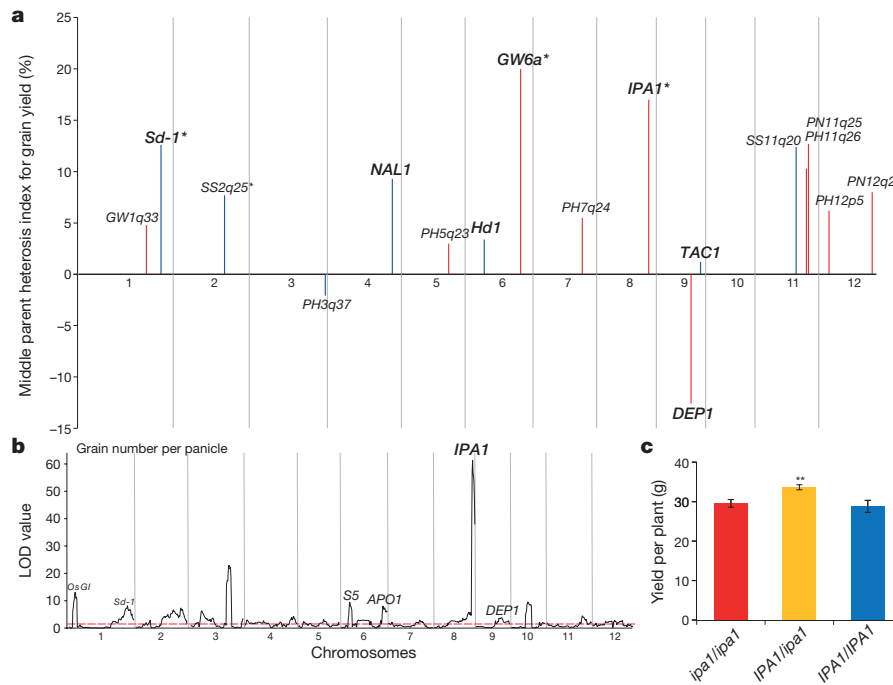 a
Middle parent heterosis index for grain yield (%)
25
20
15
10
5
0
−5
−10
−15
GW1q33
Sd-1*
SS2q25*
PH3q37
NAL1
PH5q23
Hd1
GW6a*
PH7q24
IPA1*
TAC1
DEP1
SS11q20
PN11q25
PH11q26
PH12p5
PN12q2
1 2 3 4 5 6 7 8 9 10 11 12
b
Grain number per panicle
LOD value
60
50
40
30
20
10
0
OsGI
Sd-1
S5
APO1
IPA1
DEP1
1 2 3 4 5 6 7 8 9 10 11 12
Chromosomes
c
Yield per plant (g)
40
30
20
10
0
**
ipa1/ipa1
IPA1/ipa1
IPA1/IPA1